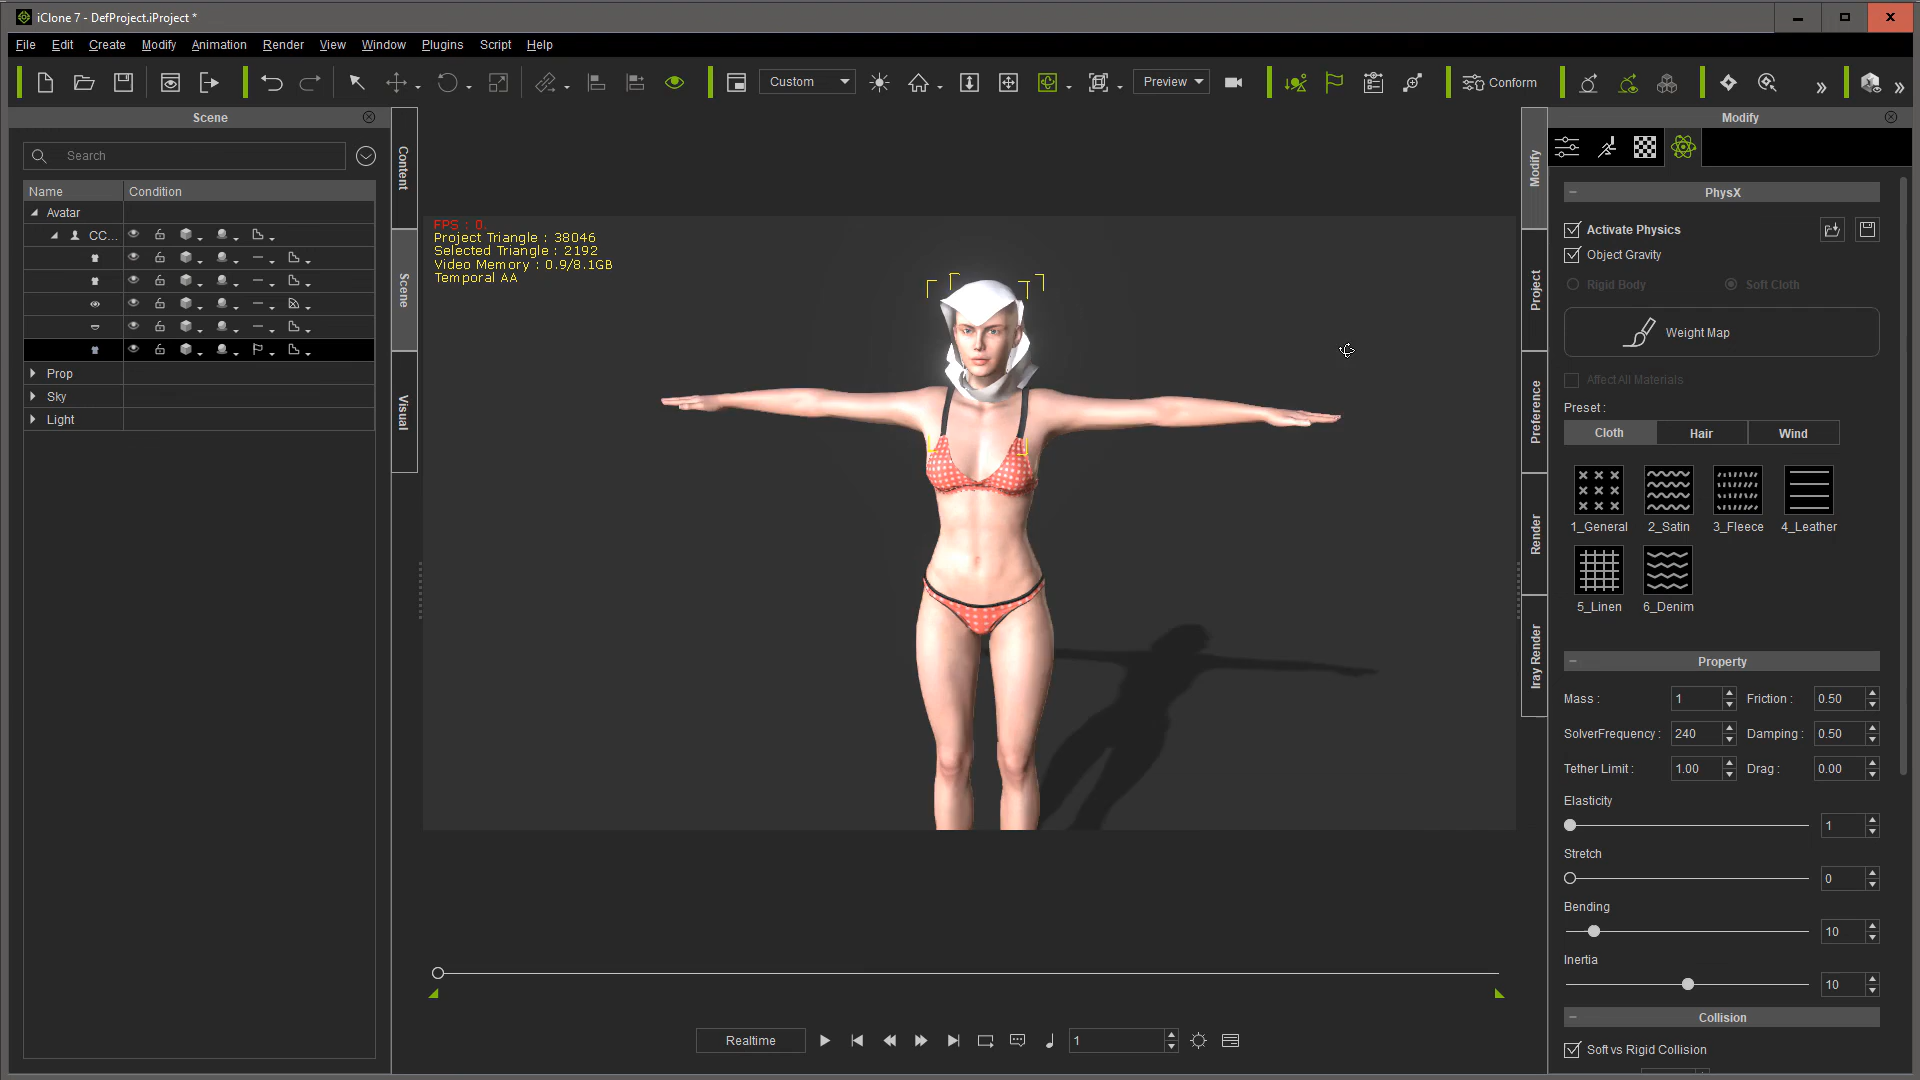 iClone 7 - DefProject.iProject *
File Edit Create Modify Animation Render View Window Plugins Script Help
Custom Preview Conform
Scene
Search
Name Condition
Avatar
CC...
Prop
Sky
Light
Content
Scene
Visual
FPS : 0.
Project Triangle : 38046
Selected Triangle : 2192
Video Memory : 0.9/8.1GB
Temporal AA
Realtime
1
Modify
Project
Preference
Render
Iray Render
Modify
PhysX
Activate Physics
Object Gravity
Rigid Body Soft Cloth
Weight Map
Affect All Materials
Preset :
Cloth Hair Wind
1_General 2_Satin 3_Fleece 4_Leather
5_Linen 6_Denim
Property
Mass : 1 Friction : 0.50
SolverFrequency : 240 Damping : 0.50
Tether Limit : 1.00 Drag : 0.00
Elasticity
1
Stretch
0
Bending
10
Inertia
10
Collision
Soft vs Rigid Collision